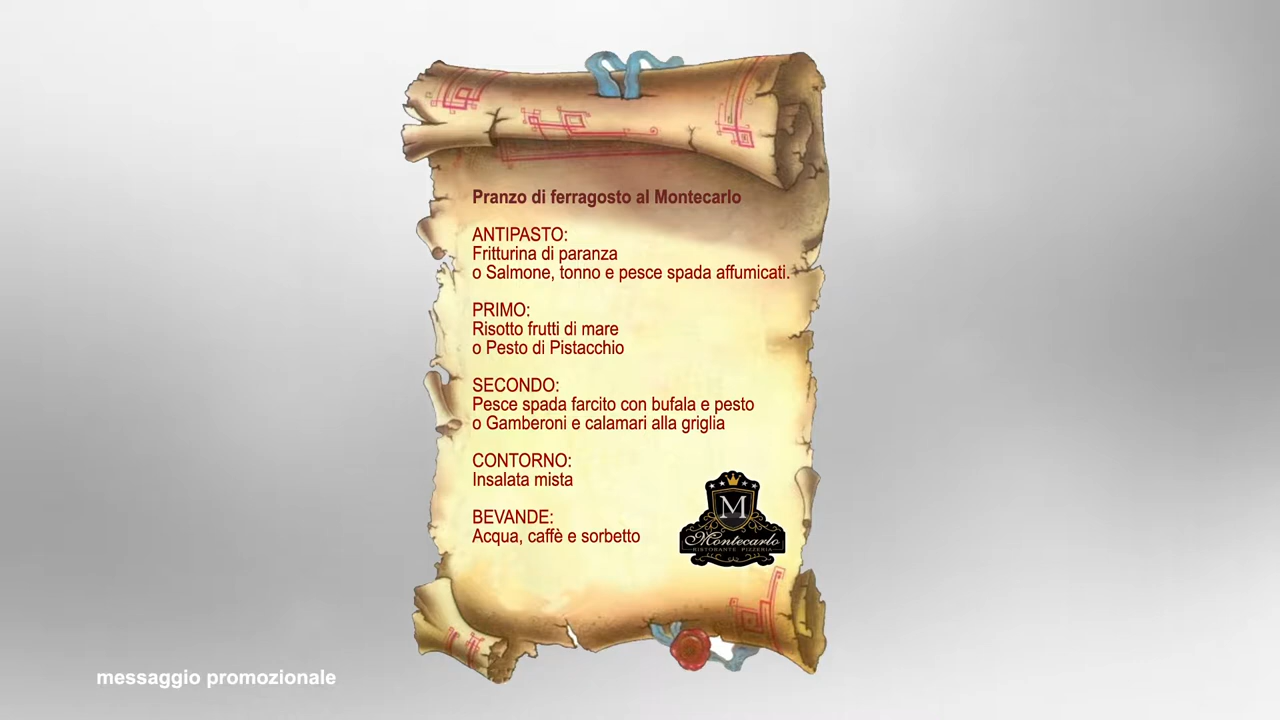 Pranzo di ferragosto al Montecarlo
ANTIPASTO:
Fritturina di paranza
o Salmone, tonno e pesce spada affumicati.
PRIMO:
Risotto frutti di mare
o Pesto di Pistacchio
SECONDO:
Pesce spada farcito con bufala e pesto
o Gamberoni e calamari alla griglia
CONTORNO:
Insalata mista
BEVANDE:
Acqua, caffè e sorbetto
M
Montecarlo
RISTORANTE PIZZERIA
messaggio promozionale